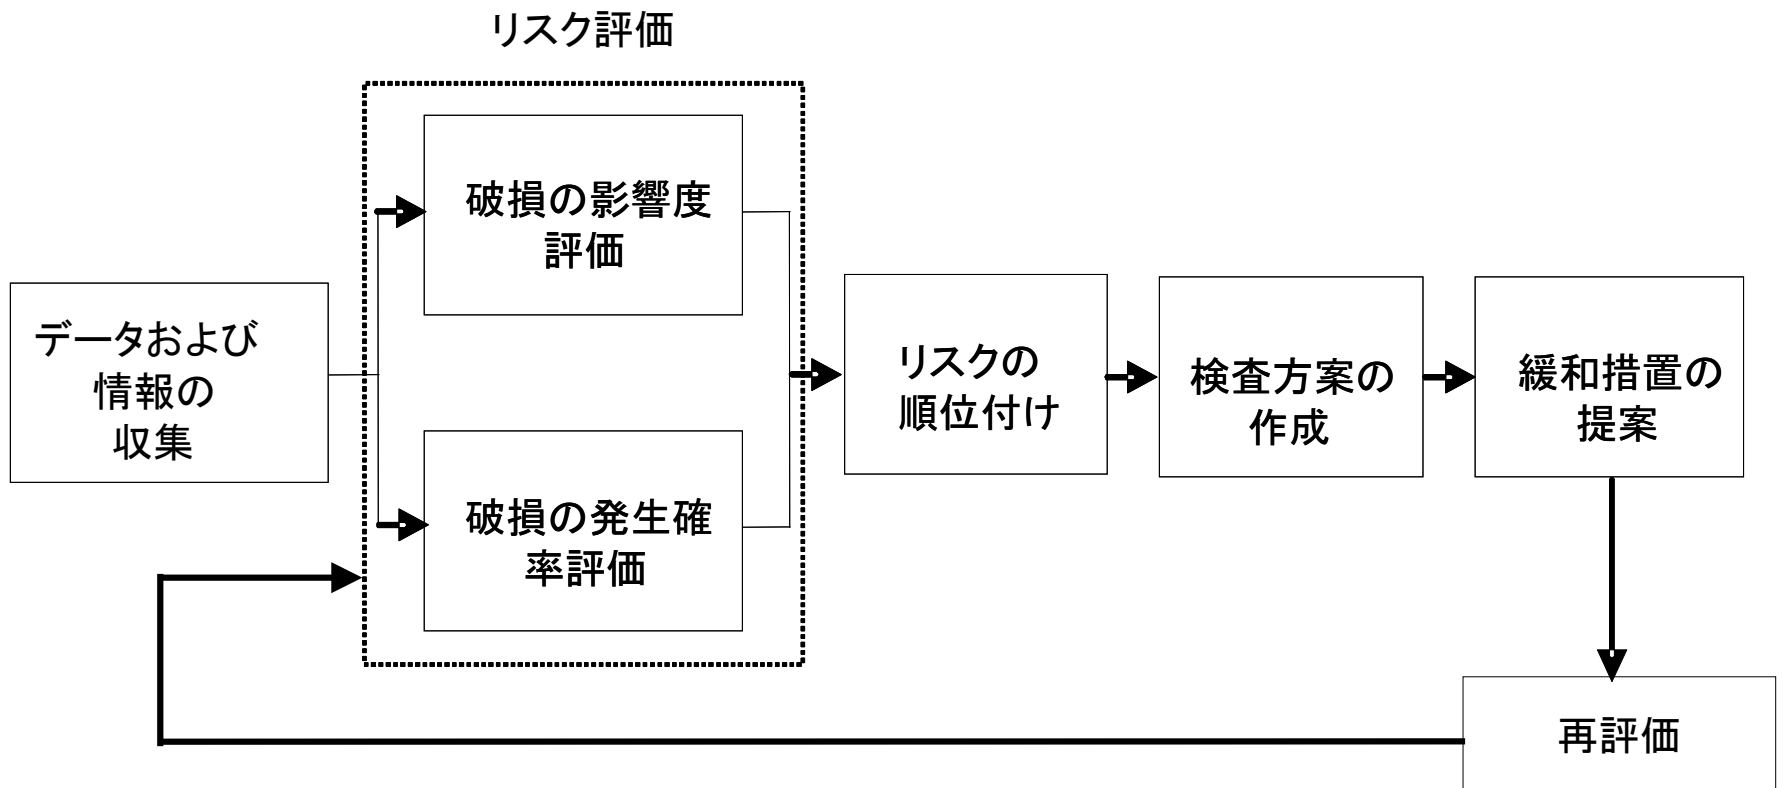 リスク評価
破損の影響度
評価
データおよび
情報の
収集
破損の発生確
率評価
リスクの
順位付け
検査方案の
作成
緩和措置の
提案
再評価